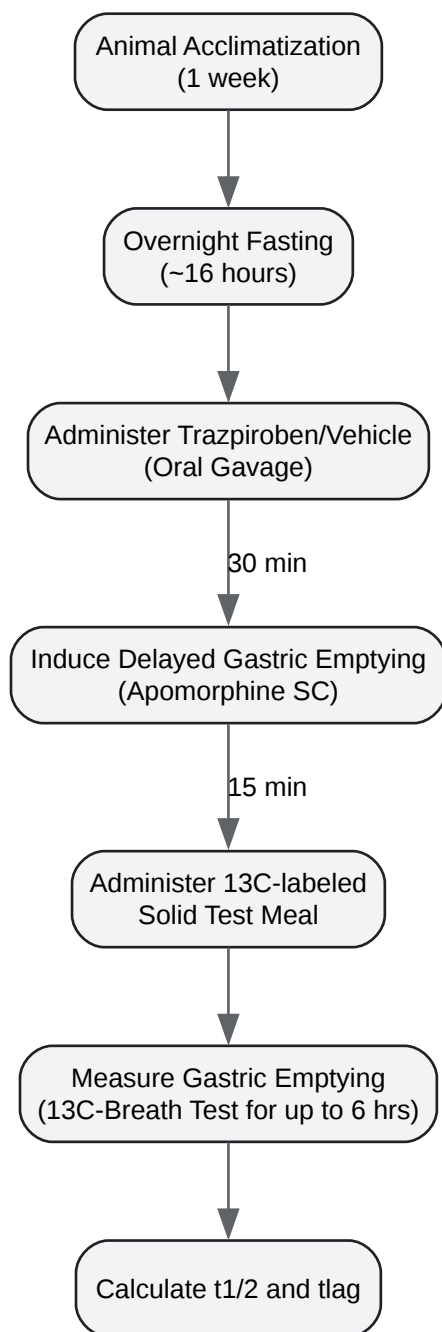 Animal Acclimatization
(1 week)
Overnight Fasting
(~16 hours)
Administer Trazpiroben/Vehicle
(Oral Gavage)
30 min
Induce Delayed Gastric Emptying
(Apomorphine SC)
15 min
Administer 13C-labeled
Solid Test Meal
Measure Gastric Emptying
(13C-Breath Test for up to 6 hrs)
Calculate t1/2 and tlag